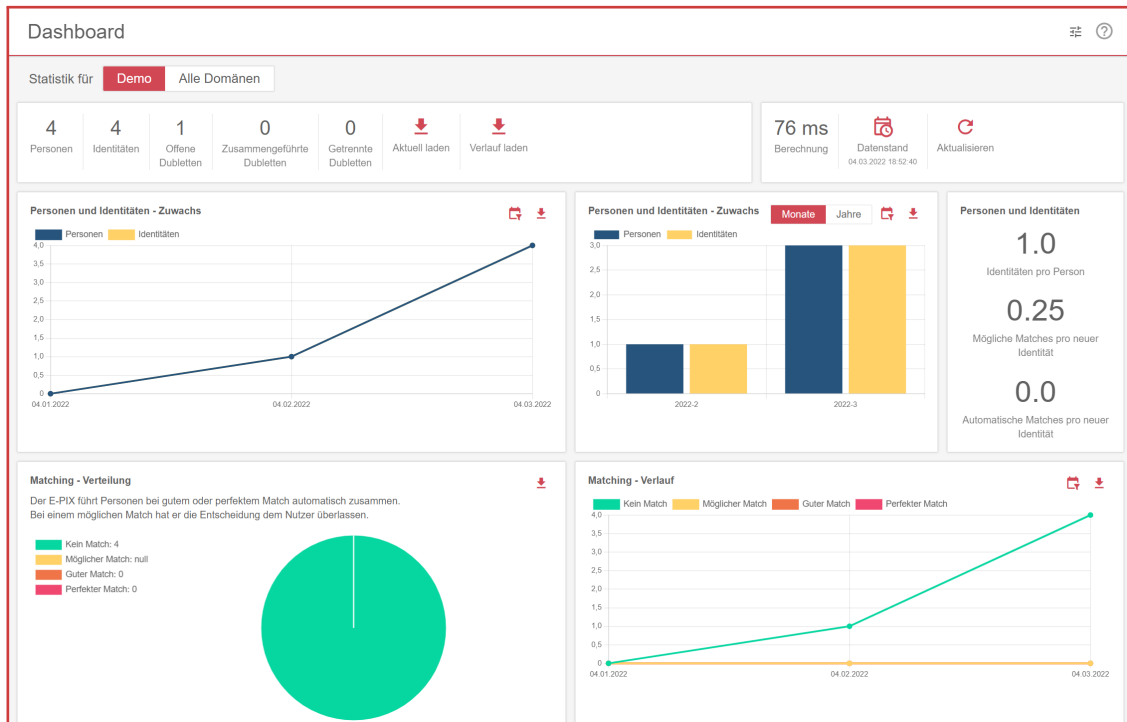 Dashboard
Statistik für Demo Alle Domänen
4
Personen
4
Identitäten
1
Offene
Dubletten
0
Zusammengeführte
Dubletten
0
Getrennte
Dubletten
Aktuell laden
Verlauf laden
76 ms
Berechnung
Datenstand
04.03.2022 18:52:40
Aktualisieren
Personen und Identitäten - Zuwachs
Personen Identitäten
4,0
3,5
3,0
2,5
2,0
1,5
1,0
0,5
0
04.01.2022 04.02.2022 04.03.2022
Personen und Identitäten - Zuwachs Monate Jahre
Personen Identitäten
3,0
2,5
2,0
1,5
1,0
0,5
0
2022-2 2022-3
Personen und Identitäten
1.0
Identitäten pro Person
0.25
Mögliche Matches pro neuer
Identität
0.0
Automatische Matches pro neuer
Identität
Matching - Verteilung
Der E-PIX führt Personen bei gutem oder perfektem Match automatisch zusammen.
Bei einem möglichen Match hat er die Entscheidung dem Nutzer überlassen.
Kein Match: 4
Möglicher Match: null
Guter Match: 0
Perfekter Match: 0
Matching - Verlauf
Kein Match Möglicher Match Guter Match Perfekter Match
4,0
3,5
3,0
2,5
2,0
1,5
1,0
0,5
0
04.01.2022 04.02.2022 04.03.2022